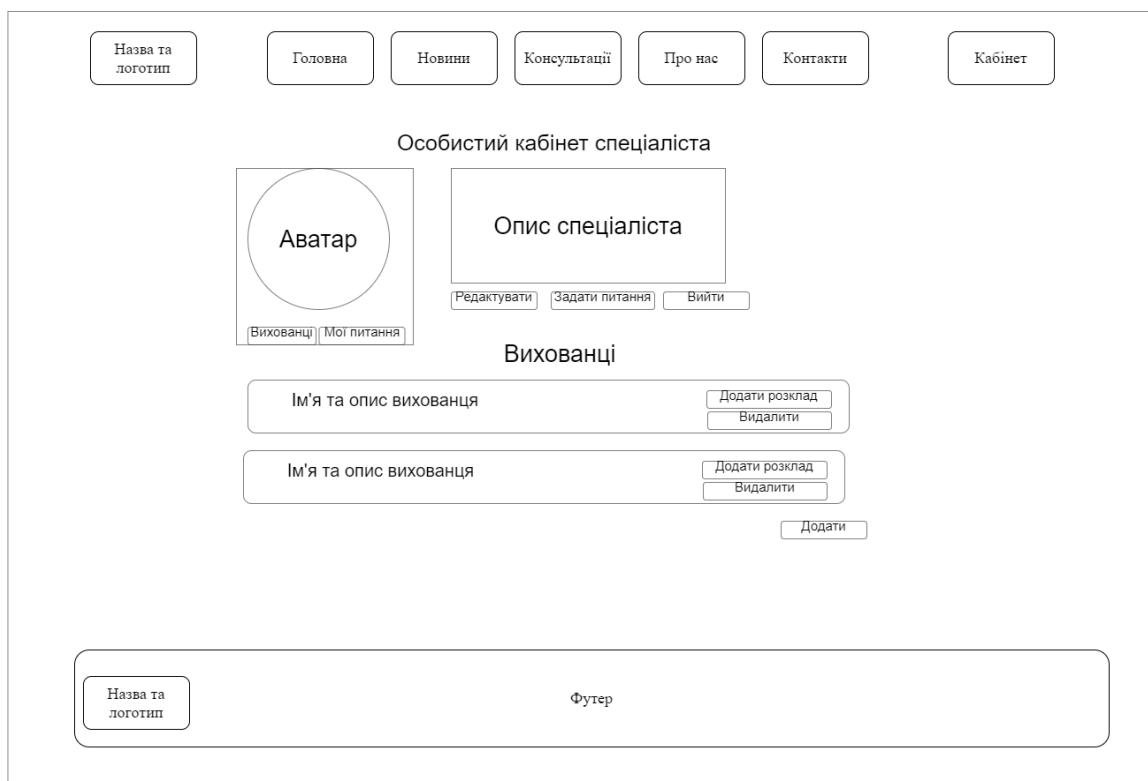 Назва та
логотип
Головна
Новини
Консультації
Про нас
Контакти
Кабінет
Особистий кабінет спеціаліста
Аватар
Опис спеціаліста
Редактувати
Задати питання
Вийти
Вихованці
Мої питання
Вихованці
Ім'я та опис вихованця
Додати розклад
Видалити
Ім'я та опис вихованця
Додати розклад
Видалити
Додати
Назва та
логотип
Футер